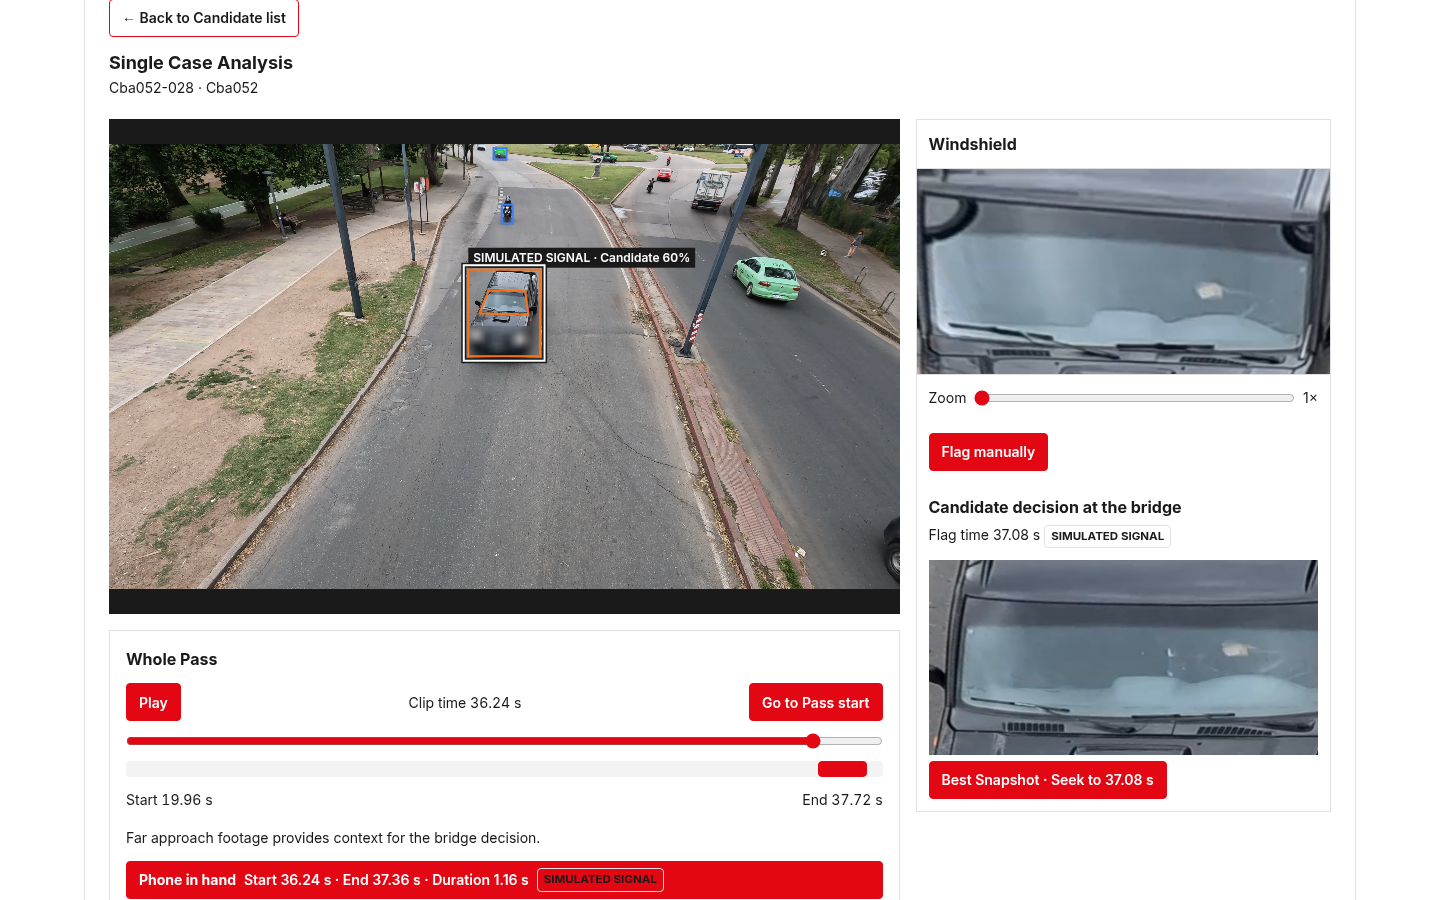 ← Back to Candidate list
Single Case Analysis
Cba052-028 · Cba052
SIMULATED SIGNAL · Candidate 60%
Whole Pass
Play
Clip time 36.24 s
Go to Pass start
Start 19.96 s
End 37.72 s
Far approach footage provides context for the bridge decision.
Phone in hand Start 36.24 s · End 37.36 s · Duration 1.16 s SIMULATED SIGNAL
Windshield
Zoom
1×
Flag manually
Candidate decision at the bridge
Flag time 37.08 s SIMULATED SIGNAL
Best Snapshot · Seek to 37.08 s